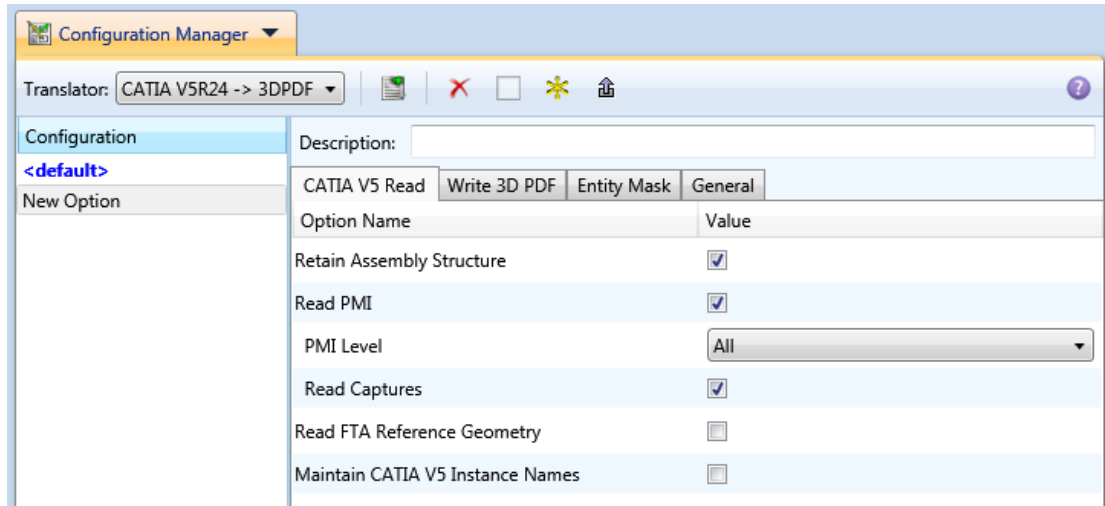 Configuration Manager
Translator: CATIA V5R24 -> 3DPDF
?
Configuration
Description:
<default>
CATIA V5 Read Write 3D PDF Entity Mask General
New Option
Option Name Value
Retain Assembly Structure
Read PMI
PMI Level All
Read Captures
Read FTA Reference Geometry
Maintain CATIA V5 Instance Names